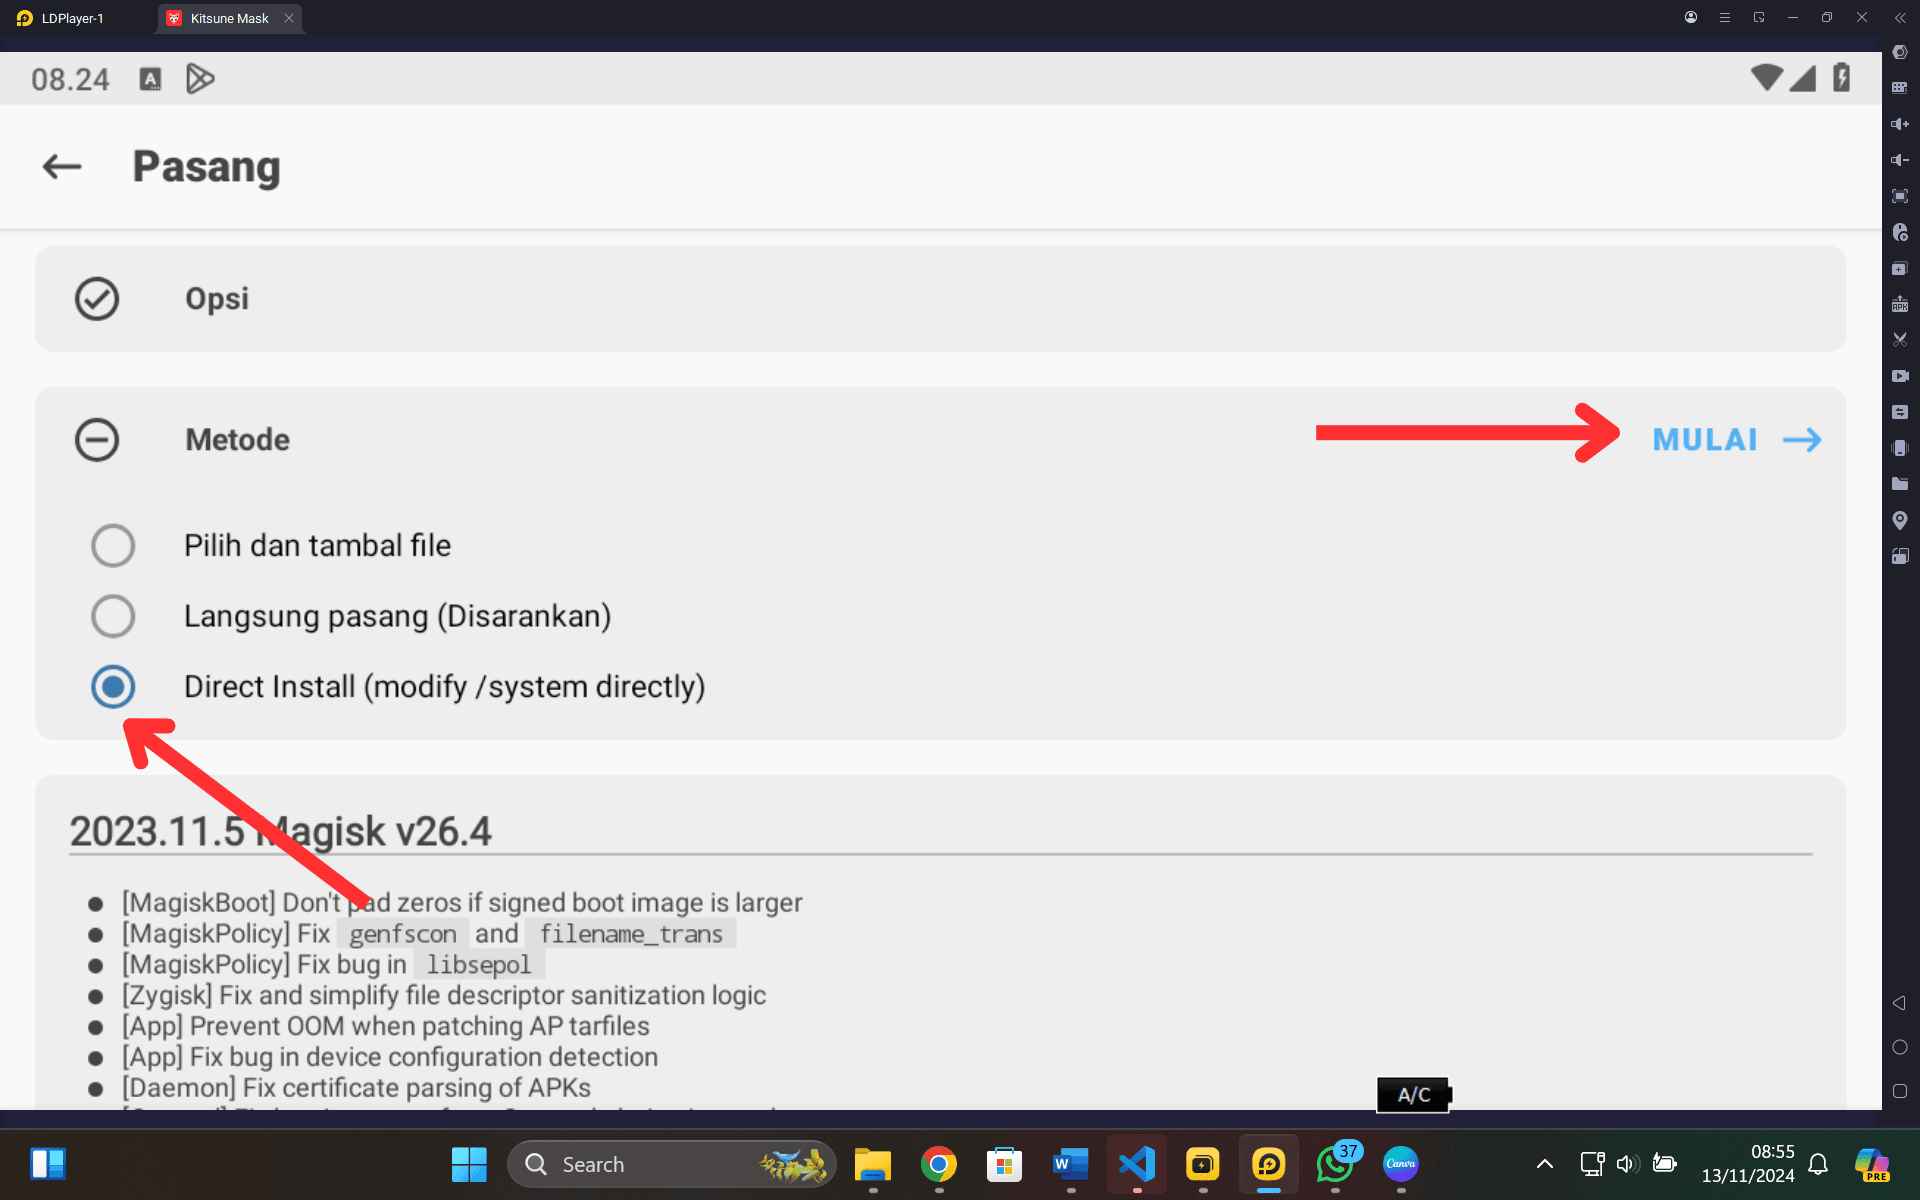 LDPlayer-1
Kitsune Mask
08.24
A
Pasang
Opsi
Metode
MULAI
Pilih dan tambal file
Langsung pasang (Disarankan)
Direct Install (modify /system directly)
2023.11.5 Magisk v26.4
[MagiskBoot] Don't pad zeros if signed boot image is larger
[MagiskPolicy] Fix genfscon and filename_trans
[MagiskPolicy] Fix bug in libsepol
[Zygisk] Fix and simplify file descriptor sanitization logic
[App] Prevent OOM when patching AP tarfiles
[App] Fix bug in device configuration detection
[Daemon] Fix certificate parsing of APKs
A/C
Search
W
37
Canva
08:55
13/11/2024
PRE